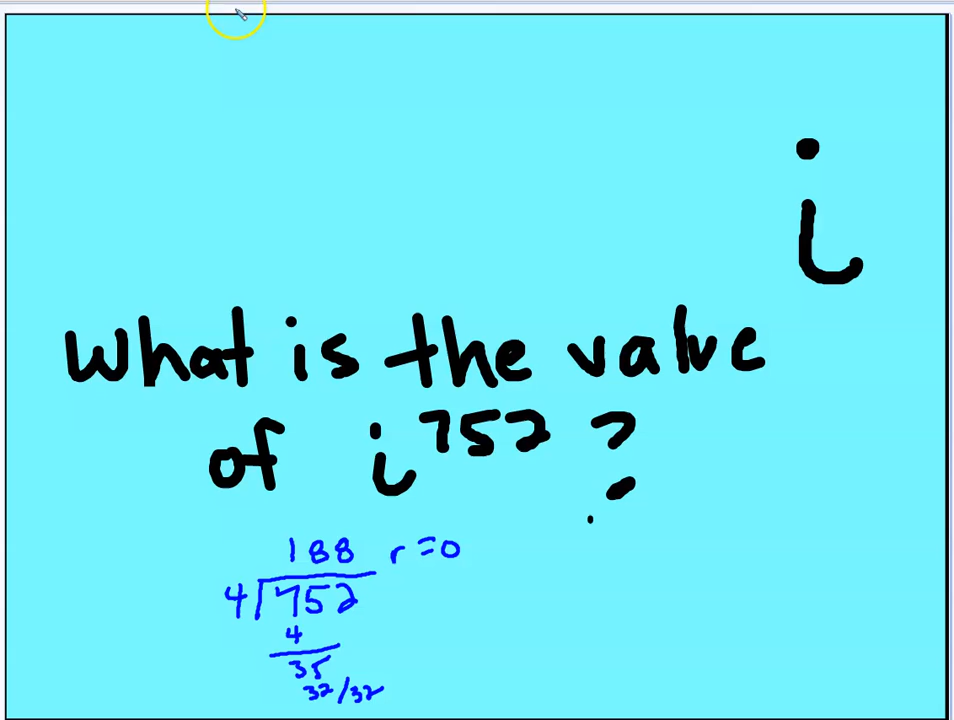 i
What is the value
of i^752 ?
188 r=0
4)752
4
35
32/32